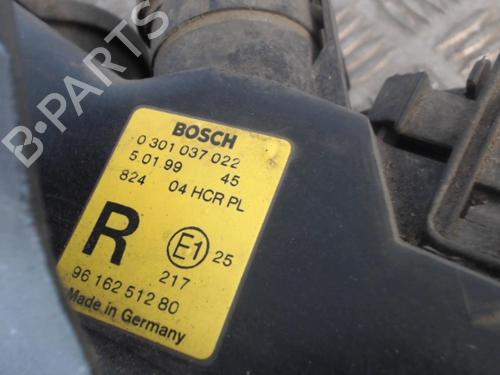 B-PARTS
BOSCH
0 301 037 022
5 01 99 45
824 04 HCR PL
R E1 25
217
96 162 512 80
Made in Germany